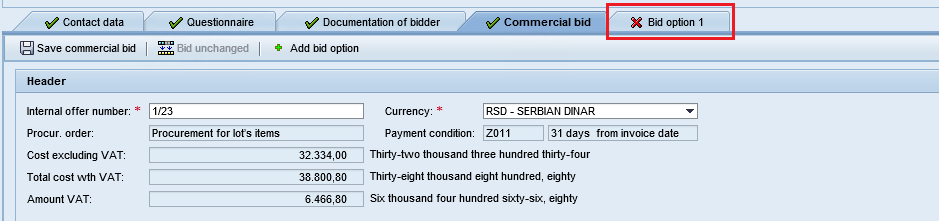 Contact data Questionnaire Documentation of bidder Commercial bid Bid option 1
Save commercial bid Bid unchanged Add bid option
Header
Internal offer number: * 1/23 Currency: * RSD - SERBIAN DINAR
Procur. order: Procurement for lot's items Payment condition: Z011 31 days from invoice date
Cost excluding VAT: 32.334,00 Thirty-two thousand three hundred thirty-four
Total cost wth VAT: 38.800,80 Thirty-eight thousand eight hundred, eighty
Amount VAT: 6.466,80 Six thousand four hundred sixty-six, eighty